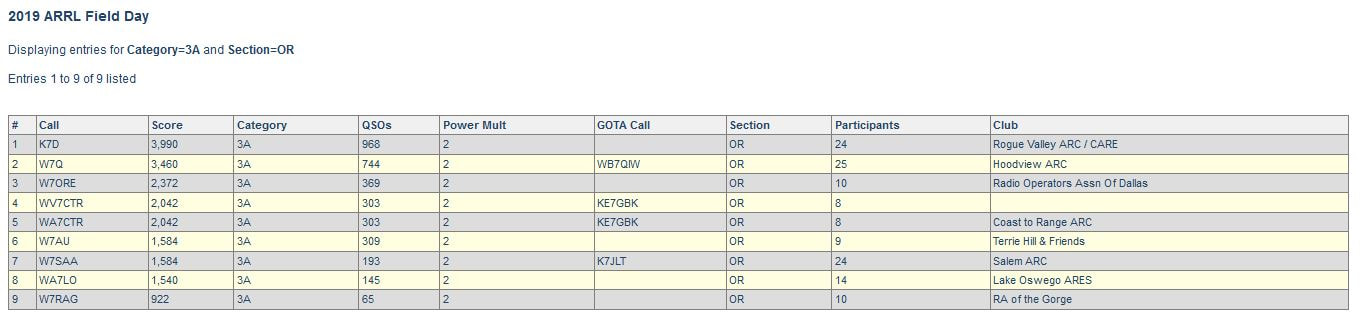 2019 ARRL Field Day
Displaying entries for Category=3A and Section=OR
Entries 1 to 9 of 9 listed
# Call Score Category QSOs Power Mult GOTA Call Section Participants Club
1 K7D 3,990 3A 968 2 OR 24 Rogue Valley ARC / CARE
2 W7Q 3,460 3A 744 2 WB7QIW OR 25 Hoodview ARC
3 W7ORE 2,372 3A 369 2 OR 10 Radio Operators Assn Of Dallas
4 WV7CTR 2,042 3A 303 2 KE7GBK OR 8
5 WA7CTR 2,042 3A 303 2 KE7GBK OR 8 Coast to Range ARC
6 W7AU 1,584 3A 309 2 OR 9 Terrie Hill & Friends
7 W7SAA 1,584 3A 193 2 K7JLT OR 24 Salem ARC
8 WA7LO 1,540 3A 145 2 OR 14 Lake Oswego ARES
9 W7RAG 922 3A 65 2 OR 10 RA of the Gorge